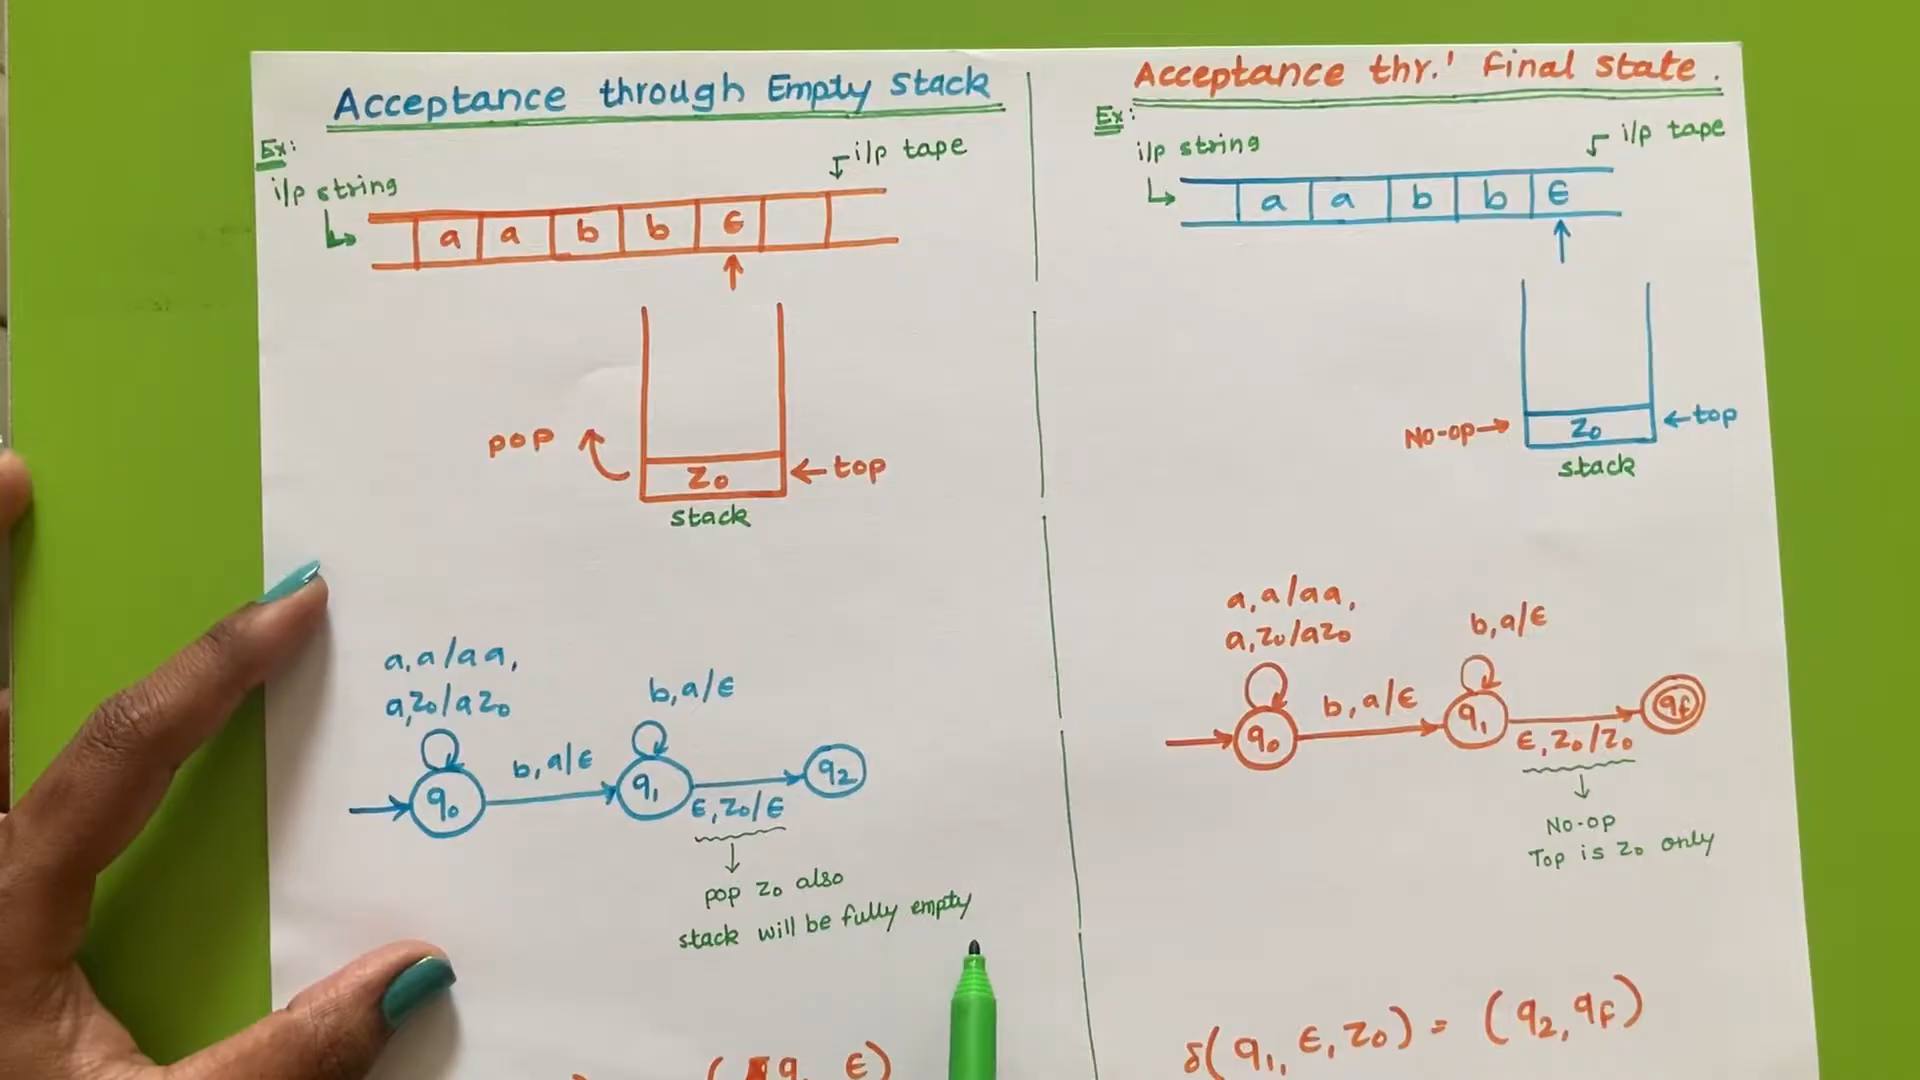 Acceptance through Empty Stack
Ex:
i/p string
i/p tape
a a b b ϵ
pop
Z₀
top
stack
a,a/aa,
a,Z₀/aZ₀
b,a/ϵ
b,a/ϵ
q₀
q₁
q₂
ϵ,Z₀/ϵ
pop Z₀ also
stack will be fully empty
Acceptance thr.' final state.
Ex:
i/p string
i/p tape
a a b b ϵ
No-op
Z₀
top
stack
a,a/aa,
a,Z₀/aZ₀
b,a/ϵ
b,a/ϵ
q₀
q₁
qf
ϵ,Z₀/Z₀
No-op
Top is Z₀ only
δ(q₁, ϵ, Z₀) = (q₂, qf)